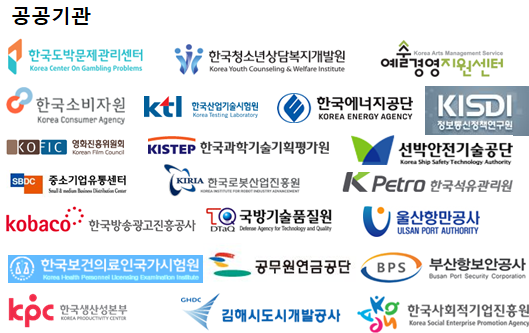 공공기관
한국도박문제관리센터
Korea Center On Gambling Problems
한국청소년상담복지개발원
Korea Youth Counseling & Welfare Institute
Korea Arts Management Service
예술경영지원센터
한국소비자원
Korea Consumer Agency
ktl 한국산업기술시험원
Korea Testing Laboratory
한국에너지공단
KOREA ENERGY AGENCY
KISDI
정보통신정책연구원
KOFIC 영화진흥위원회
Korean Film Council
KISTEP 한국과학기술기획평가원
선박안전기술공단
Korea Ship Safety Technology Authority
SBDC 중소기업유통센터
Small & medium Business Distribution Center
KIRIA 한국로봇산업진흥원
KOREA INSTITUTE FOR ROBOT INDUSTRY ADVANCEMENT
K Petro 한국석유관리원
kobaco 한국방송광고진흥공사
DTaQ 국방기술품질원
Defense Agency for Technology and Quality
울산항만공사
ULSAN PORT AUTHORITY
한국보건의료인국가시험원
Korea Health Personnel Licensing Examination Institute
공무원연금공단
BPS 부산항보안공사
Busan Port Security Corporation
kpc 한국생산성본부
KOREA PRODUCTIVITY CENTER
GHDC 김해시도시개발공사
한국사회적기업진흥원
Korea Social Enterprise Promotion Agency